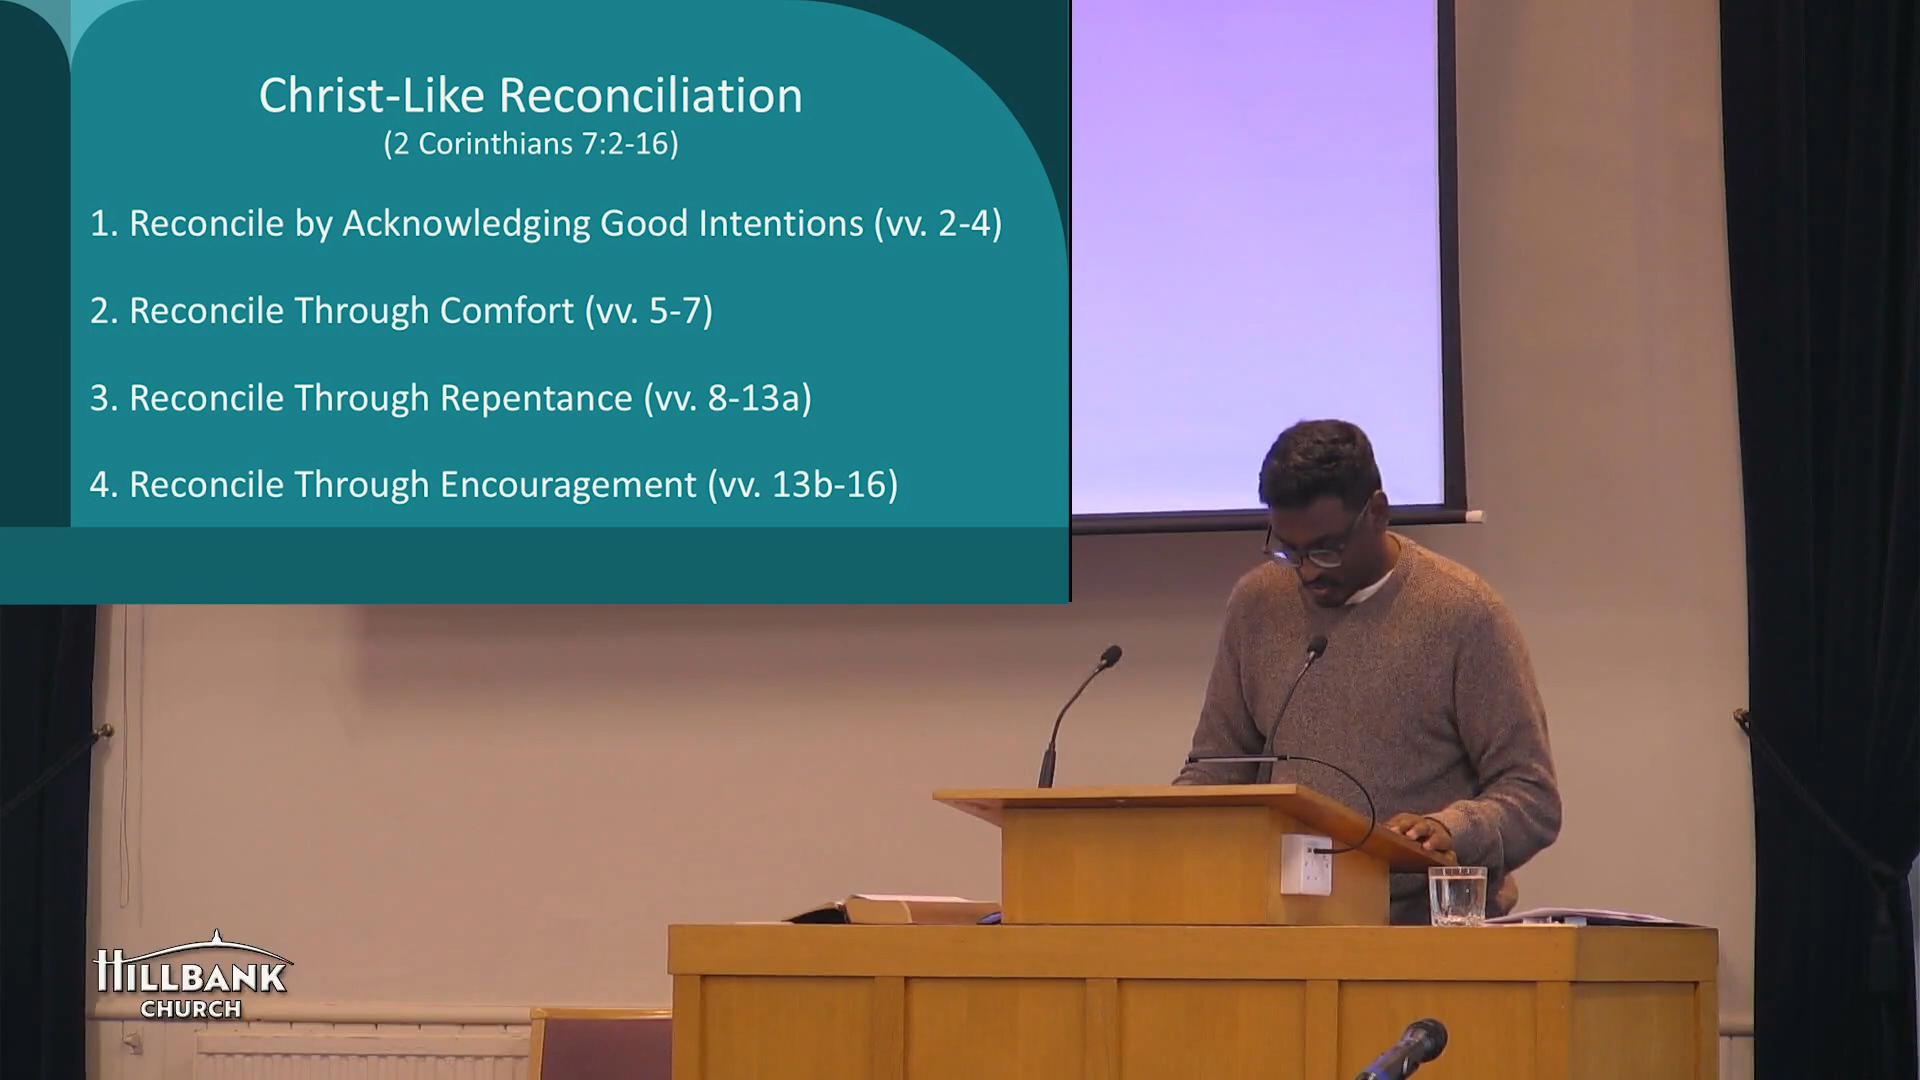 Christ-Like Reconciliation
(2 Corinthians 7:2-16)
1. Reconcile by Acknowledging Good Intentions (vv. 2-4)
2. Reconcile Through Comfort (vv. 5-7)
3. Reconcile Through Repentance (vv. 8-13a)
4. Reconcile Through Encouragement (vv. 13b-16)
HILLBANK
CHURCH